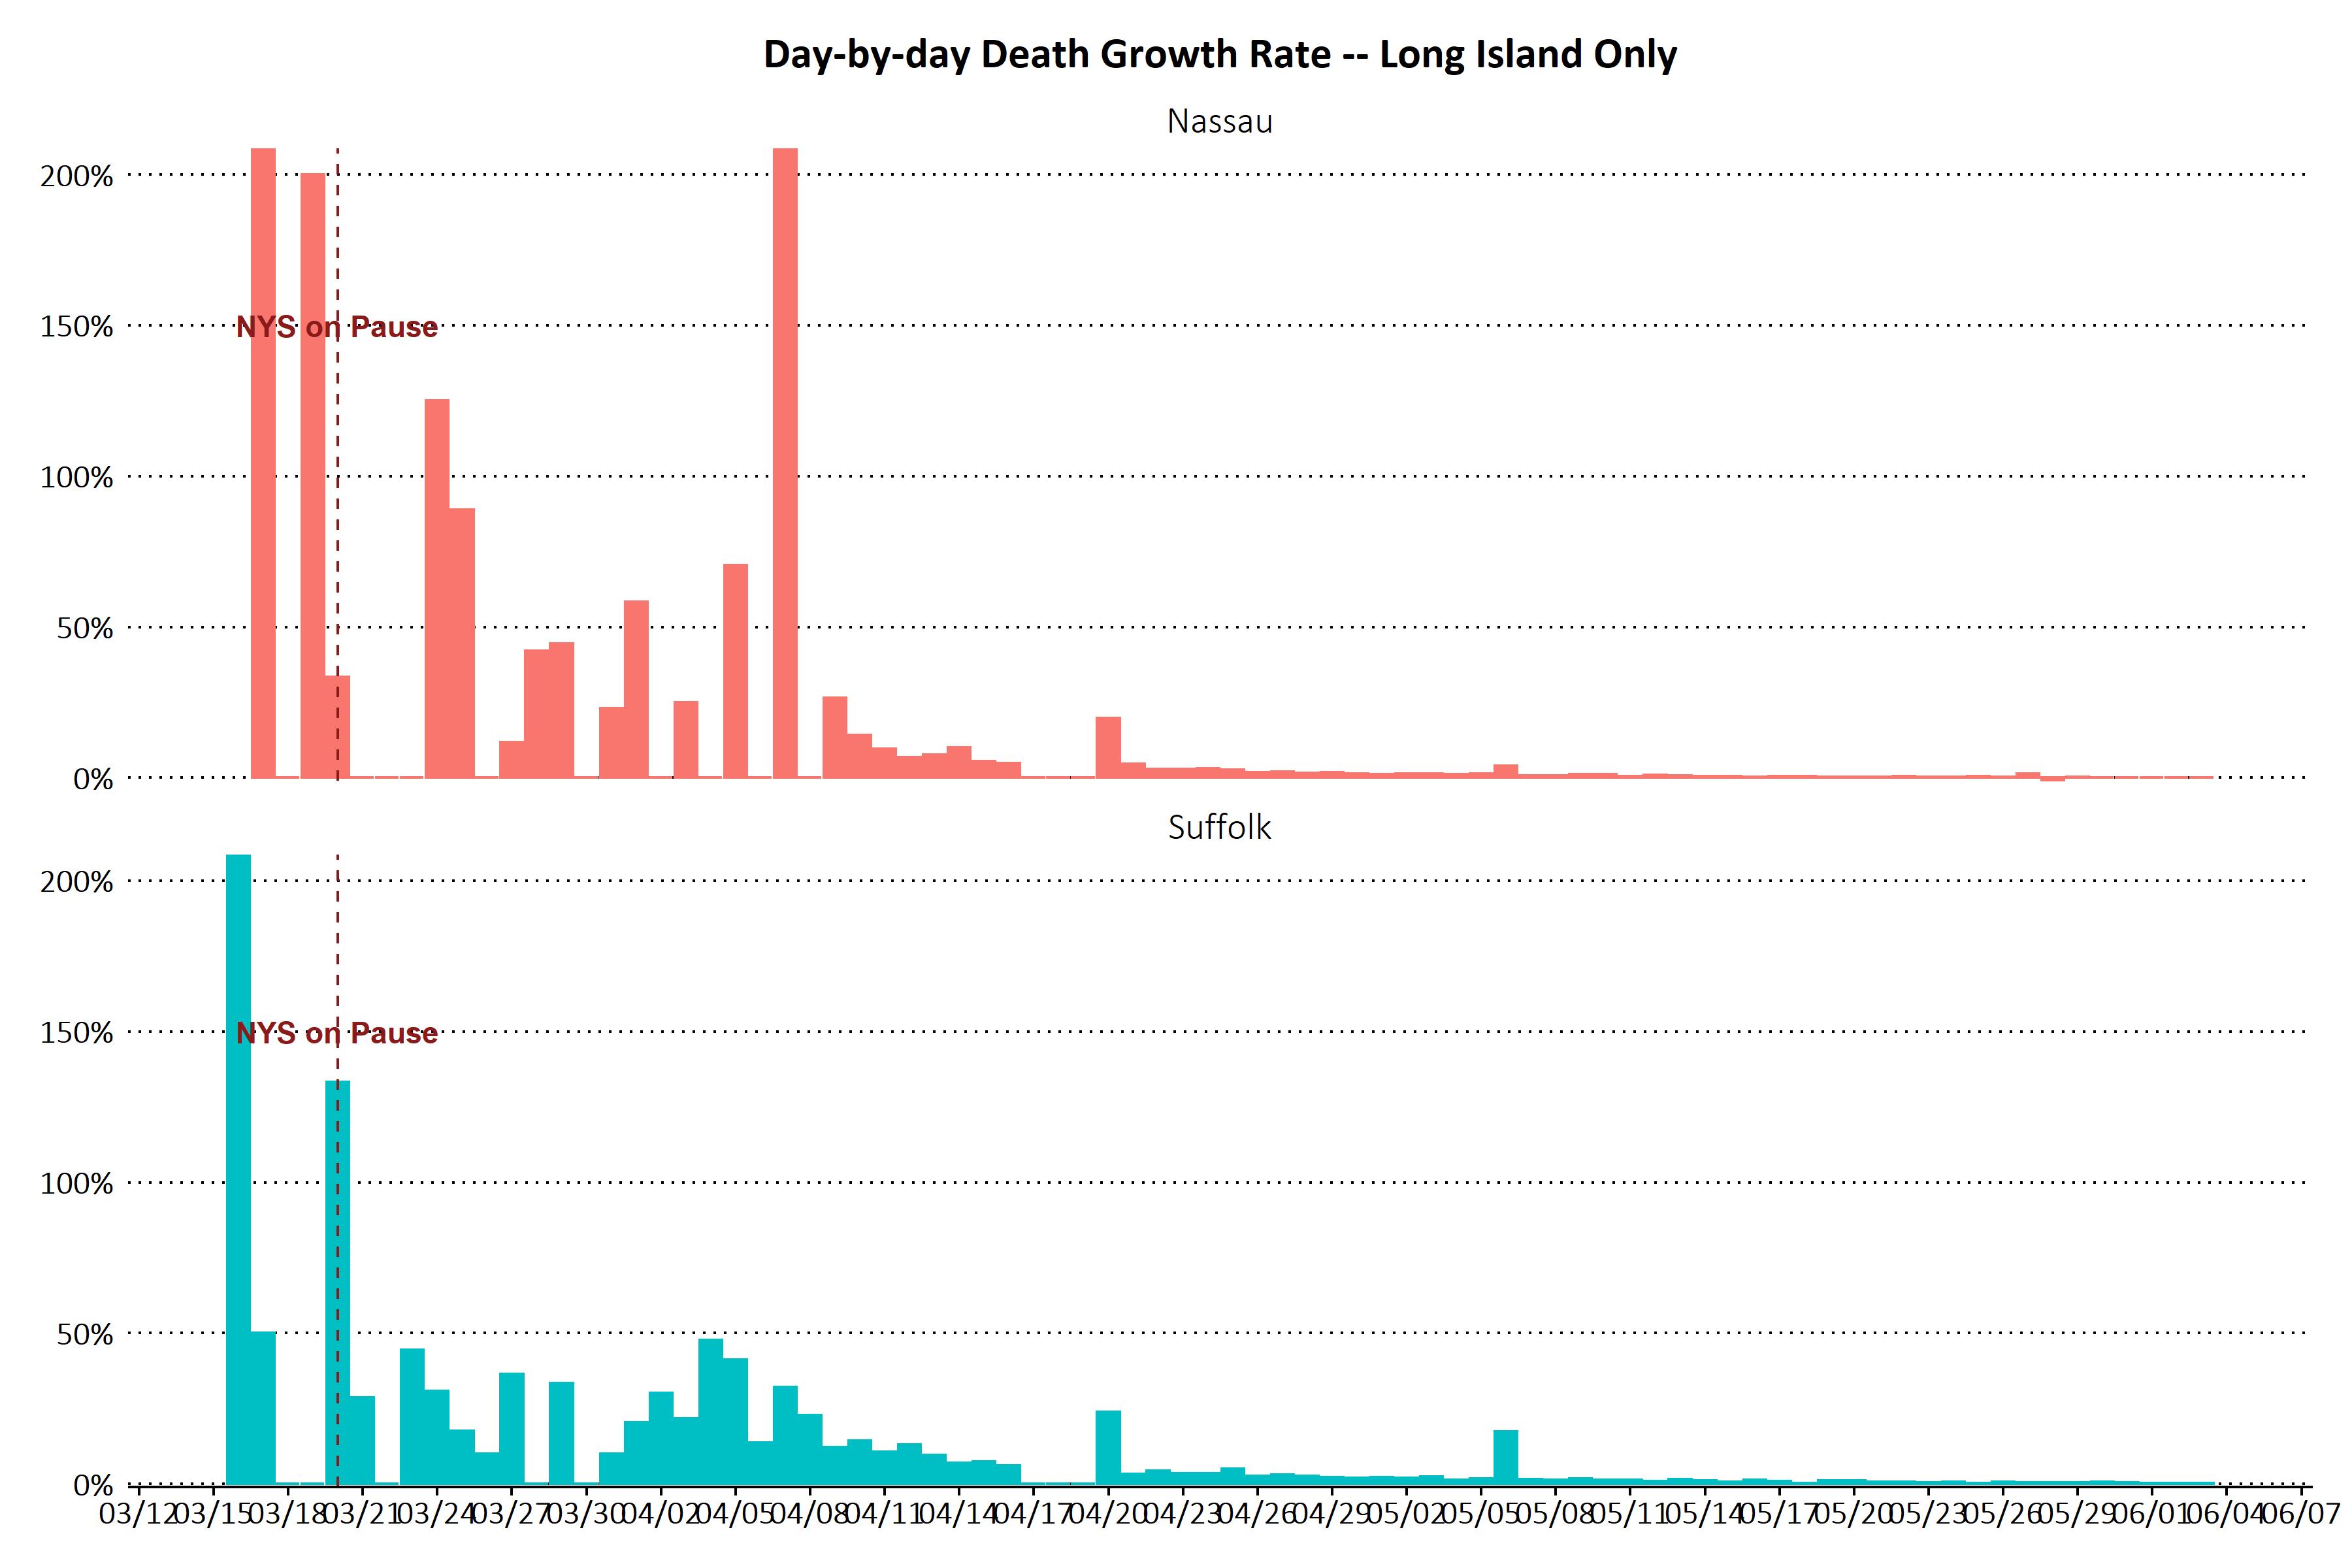 Day-by-day Death Growth Rate -- Long Island Only
Nassau
200%
150%
NYS on Pause
100%
50%
0%
Suffolk
200%
150%
NYS on Pause
100%
50%
0%
03/12 03/15 03/18 03/21 03/24 03/27 03/30 04/02 04/05 04/08 04/11 04/14 04/17 04/20 04/23 04/26 04/29 05/02 05/05 05/08 05/11 05/14 05/17 05/20 05/23 05/26 05/29 06/01 06/04 06/07